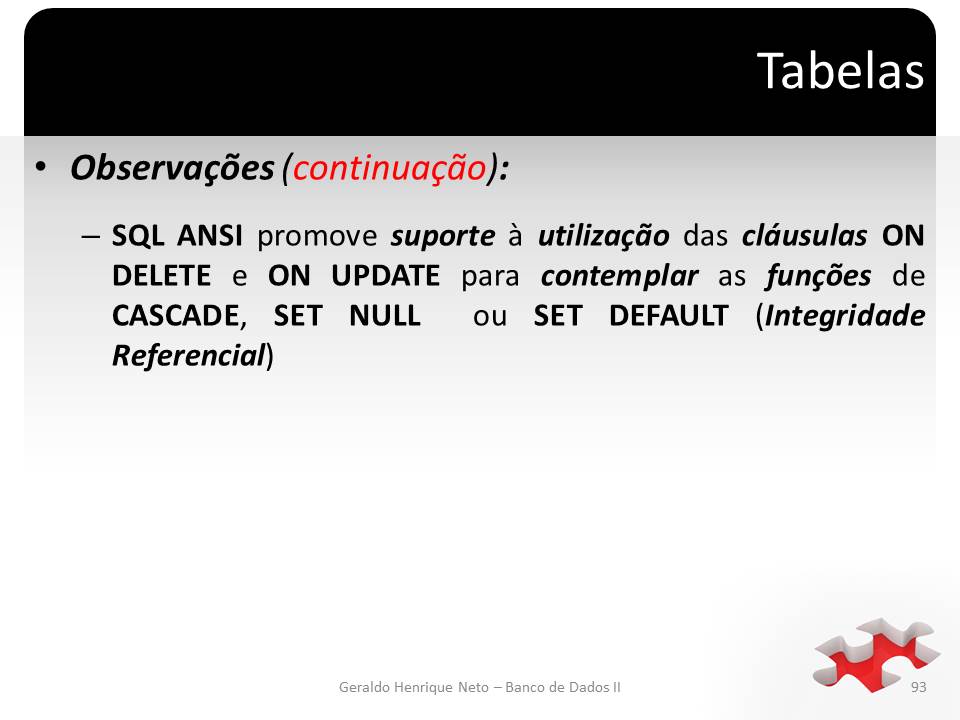 Tabelas
• Observações (continuação):
– SQL ANSI promove suporte à utilização das cláusulas ON
DELETE e ON UPDATE para contemplar as funções de
CASCADE, SET NULL ou SET DEFAULT (Integridade
Referencial)
Geraldo Henrique Neto – Banco de Dados II
93